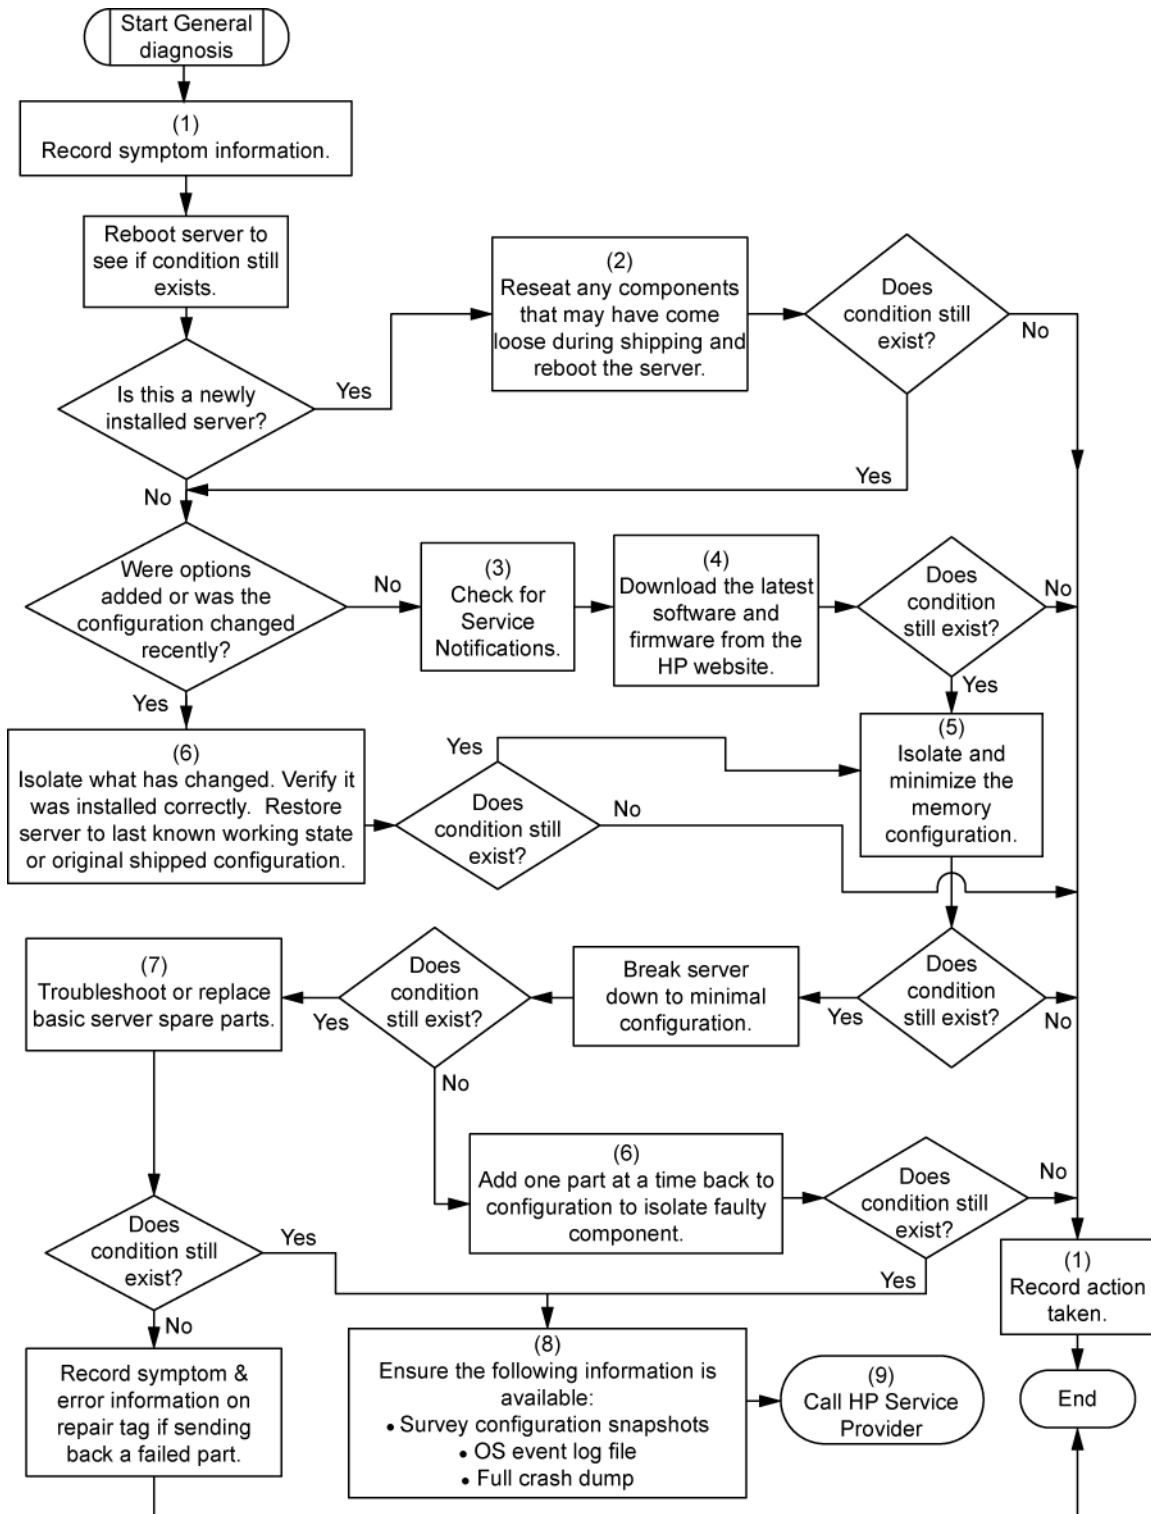 Start General
diagnosis
(1)
Record symptom information.
Reboot server to
see if condition still
exists.
(2)
Reseat any components
that may have come
loose during shipping and
reboot the server.
Does
condition still
exist?
No
Yes
Is this a newly
installed server?
Yes
No
Were options
added or was the
configuration changed
recently?
No
(3)
Check for
Service
Notifications.
(4)
Download the latest
software and
firmware from the
HP website.
Does
condition
still exist?
No
Yes
Yes
(6)
Isolate what has changed. Verify it
was installed correctly. Restore
server to last known working state
or original shipped configuration.
Yes
Does
condition still
exist?
No
(5)
Isolate and
minimize the
memory
configuration.
(7)
Troubleshoot or replace
basic server spare parts.
Yes
Does
condition
still exist?
No
Break server
down to minimal
configuration.
Yes
Does
condition
still exist?
No
(6)
Add one part at a time back to
configuration to isolate faulty
component.
Does
condition still
exist?
No
Yes
Does
condition still
exist?
Yes
No
(1)
Record action
taken.
Record symptom &
error information on
repair tag if sending
back a failed part.
(8)
Ensure the following information is
available:
• Survey configuration snapshots
• OS event log file
• Full crash dump
(9)
Call HP Service
Provider
End